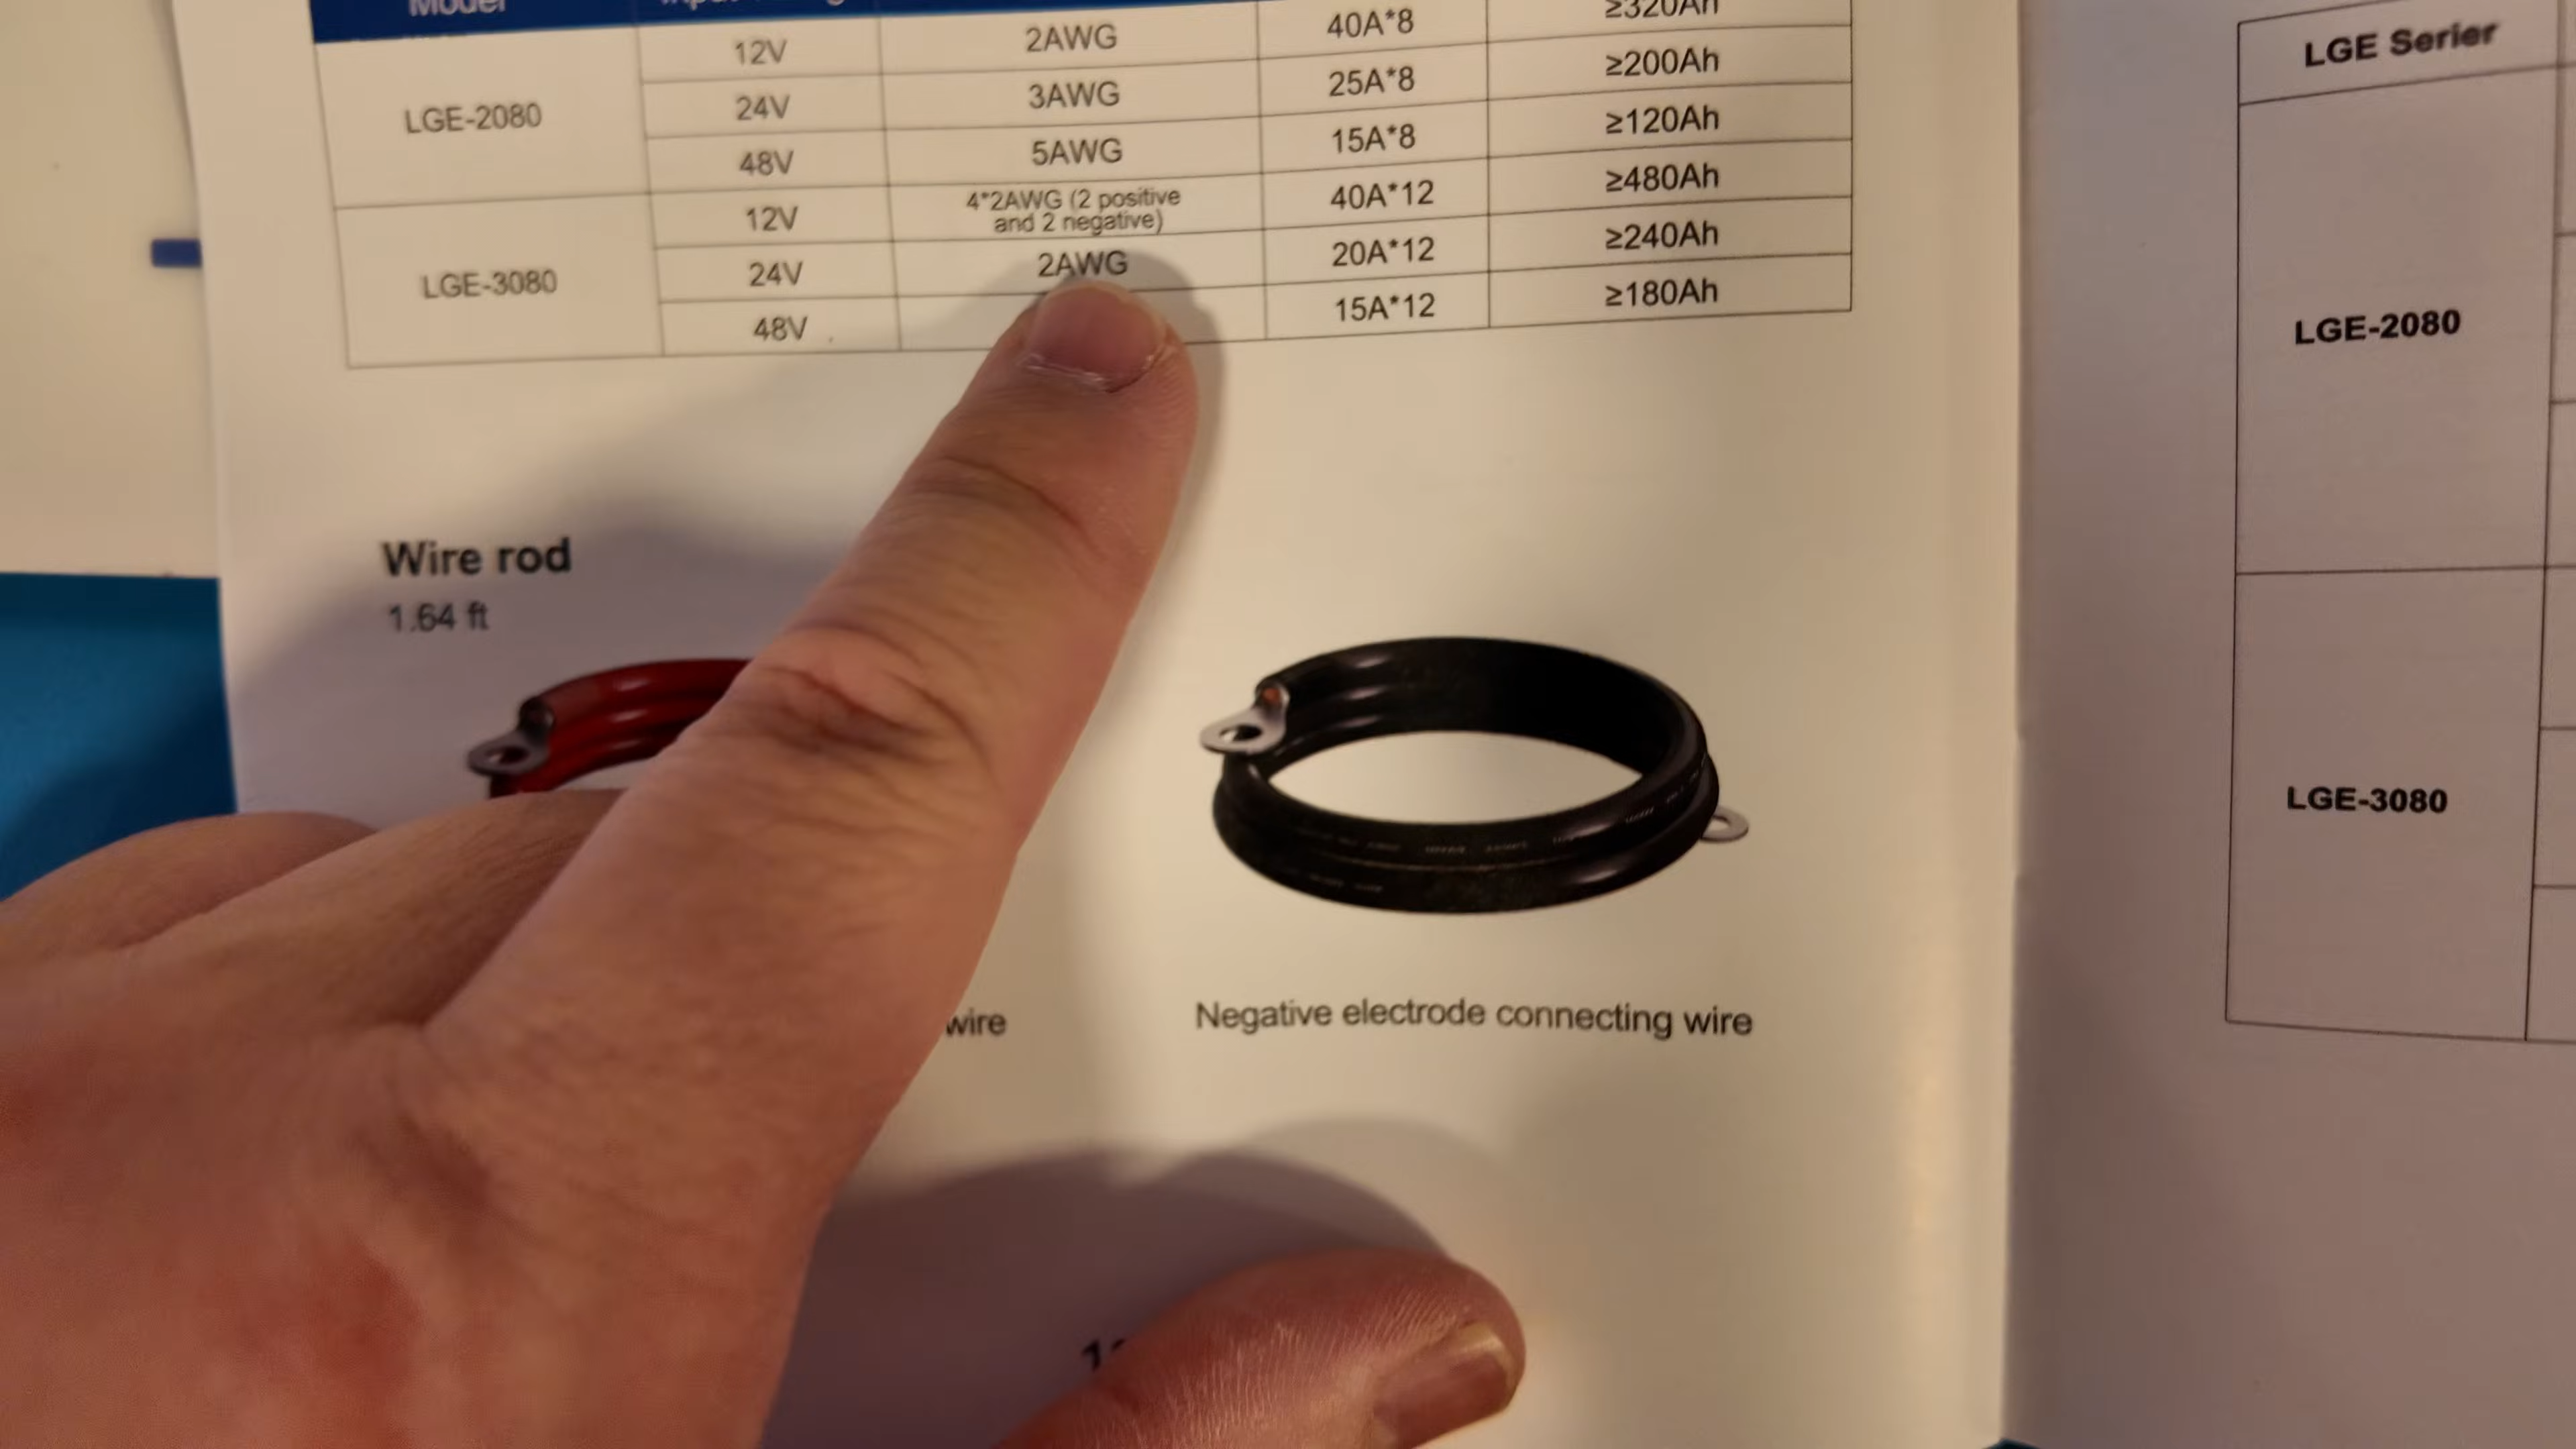 Model
12V 2AWG 40A*8 ≥320Ah
LGE-2080 24V 3AWG 25A*8 ≥200Ah
48V 5AWG 15A*8 ≥120Ah
12V 4*2AWG (2 positive
and 2 negative) 40A*12 ≥480Ah
LGE-3080 24V 2AWG 20A*12 ≥240Ah
48V 15A*12 ≥180Ah
Wire rod
1.64 ft
wire
Negative electrode connecting wire
LGE Serier
LGE-2080
LGE-3080